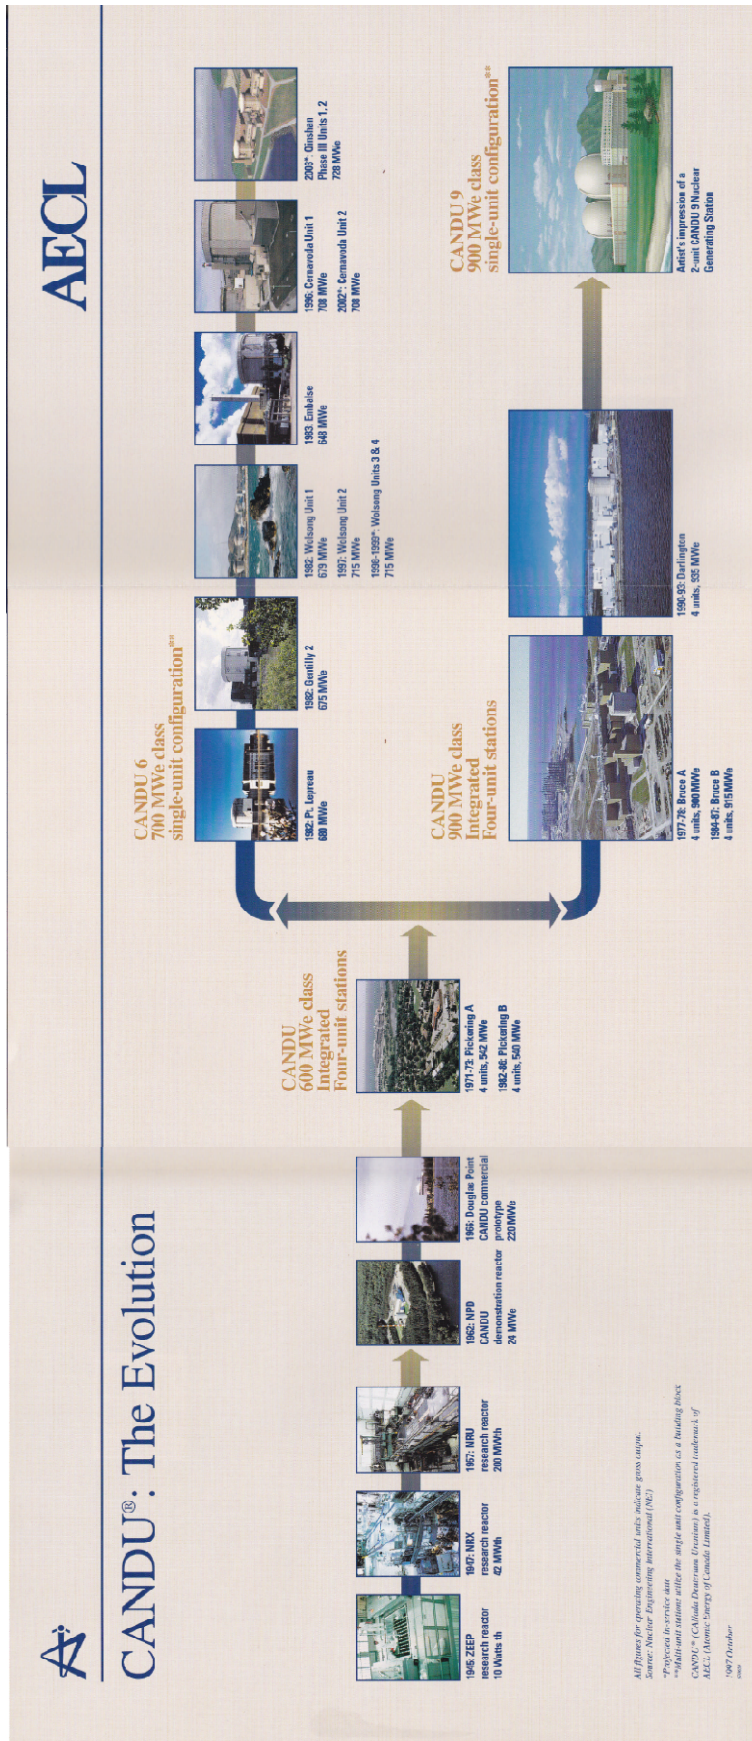 AECL
CANDU®: The Evolution
1945: ZEEP
research reactor
10 Watts th
1947: NRX
research reactor
42 MWth
1957: NRU
research reactor
200 MWth
1962: NPD
CANDU
demonstration reactor
24 MWe
1966: Douglas Point
CANDU commercial
prototype
220 MWe
CANDU
600 MWe class
Integrated
Four-unit stations
1971-73: Pickering A
4 units, 542 MWe
1982-86: Pickering B
4 units, 540 MWe
CANDU 6
700 MWe class
single-unit configuration**
1982: Pt. Lepreau
680 MWe
1982: Gentilly 2
675 MWe
1982: Wolsong Unit 1
679 MWe
1997: Wolsong Unit 2
715 MWe
1998-1999*: Wolsong Units 3 & 4
715 MWe
1983: Embalse
648 MWe
1996: Cernavoda Unit 1
708 MWe
2002*: Cernavoda Unit 2
708 MWe
2003*: Qinshan
Phase III Units 1, 2
728 MWe
CANDU
900 MWe class
Integrated
Four-unit stations
1977-78: Bruce A
4 units, 900 MWe
1984-87: Bruce B
4 units, 915 MWe
1990-93: Darlington
4 units, 935 MWe
CANDU 9
900 MWe class
single-unit configuration**
Artist's impression of a
2-unit CANDU 9 Nuclear
Generating Station
All figures for operating commercial units indicate gross output.
Source: Nuclear Engineering International (NEI)
*Projected in-service date
**Multi-unit stations utilize the single unit configuration as a building block
CANDU® (CANada Deuterium Uranium) is a registered trademark of
AECL (Atomic Energy of Canada Limited).
1997 October